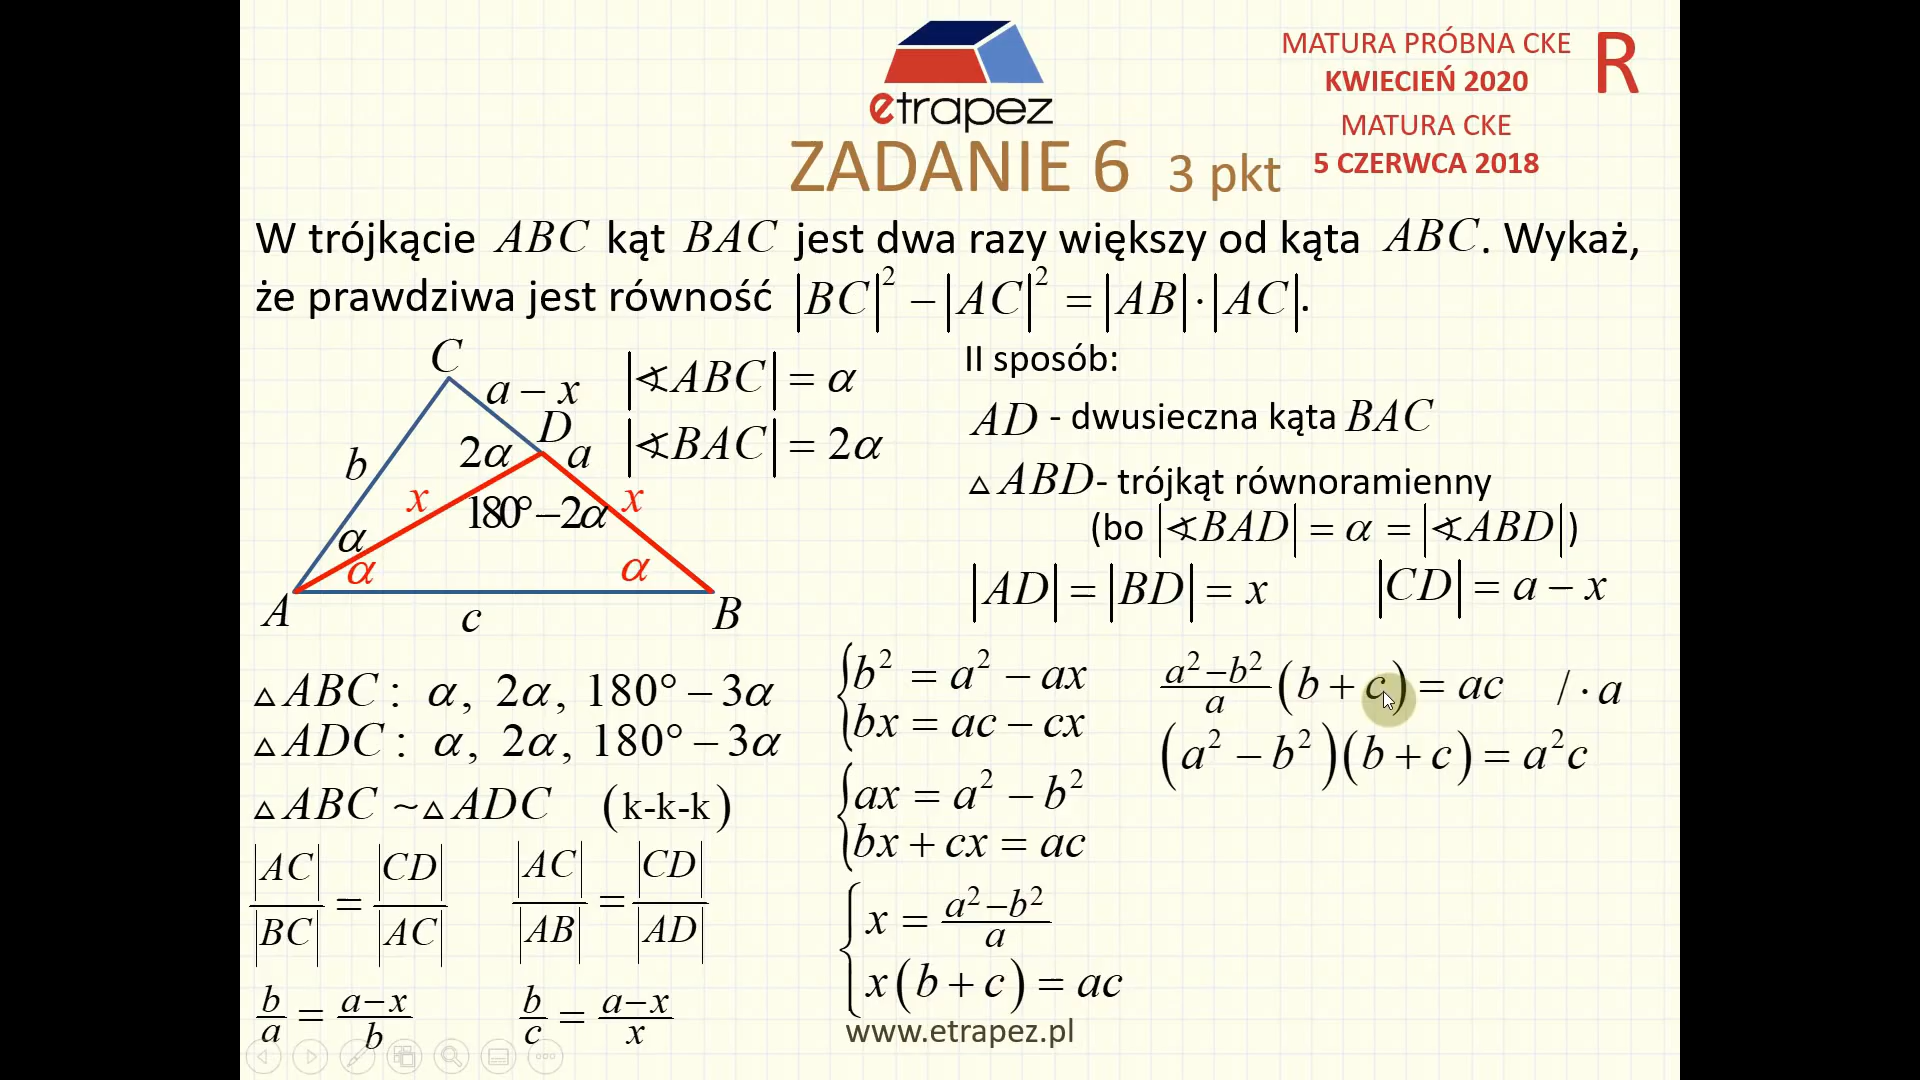 etrapez
MATURA PRÓBNA CKE
KWIECIEŃ 2020
R
MATURA CKE
5 CZERWCA 2018
ZADANIE 6 3 pkt
W trójkącie ABC kąt BAC jest dwa razy większy od kąta ABC. Wykaż,
że prawdziwa jest równość |BC|² − |AC|² = |AB| · |AC|.
C
a − x
D
b
2α
a
x
180° − 2α
x
α
α
α
A
c
B
|∢ABC| = α
|∢BAC| = 2α
II sposób:
AD - dwusieczna kąta BAC
△ABD - trójkąt równoramienny
(bo |∢BAD| = α = |∢ABD|)
|AD| = |BD| = x |CD| = a − x
△ABC : α, 2α, 180° − 3α
△ADC : α, 2α, 180° − 3α
△ABC ~ △ADC (k-k-k)
|AC|/|BC| = |CD|/|AC| |AC|/|AB| = |CD|/|AD|
b/a = (a−x)/b b/c = (a−x)/x
{b² = a² − ax
bx = ac − cx
{ax = a² − b²
bx + cx = ac
{x = (a²−b²)/a
x(b + c) = ac
(a²−b²)/a (b + c) = ac / · a
(a² − b²)(b + c) = a²c
www.etrapez.pl